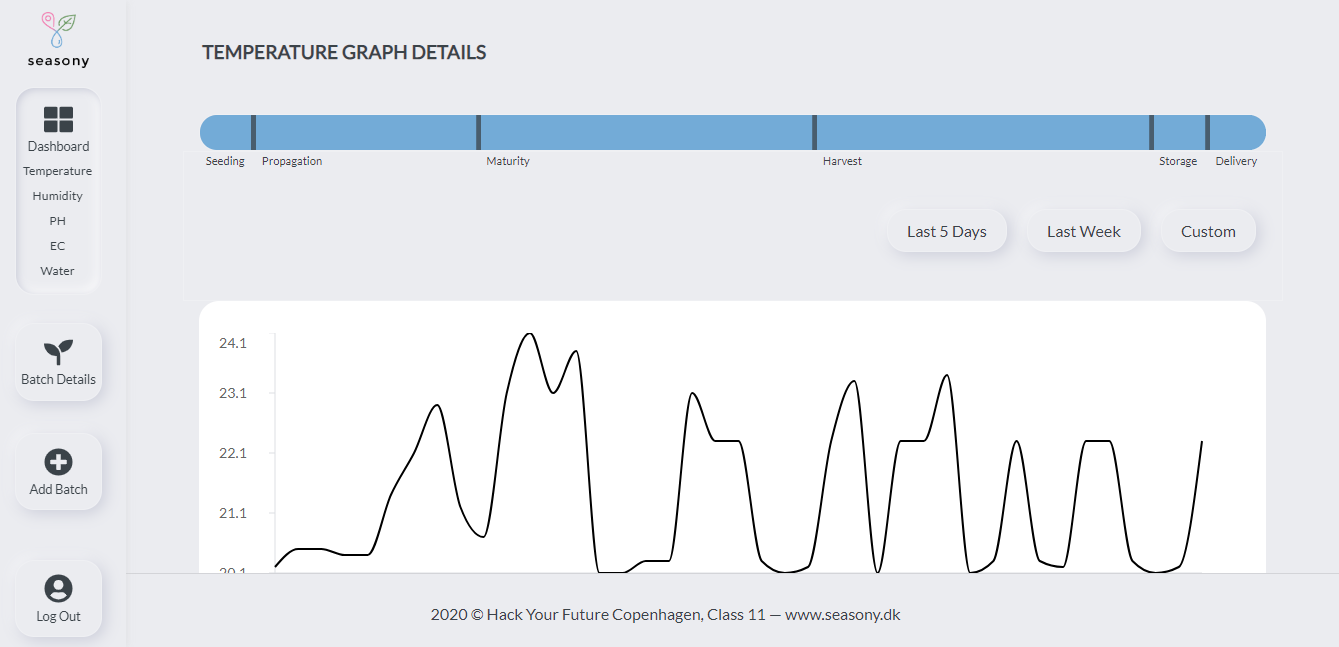 seasony
Dashboard
Temperature
Humidity
PH
EC
Water
Batch Details
Add Batch
Log Out
TEMPERATURE GRAPH DETAILS
Seeding Propagation Maturity Harvest Storage Delivery
Last 5 Days Last Week Custom
24.1
23.1
22.1
21.1
20.1
2020 © Hack Your Future Copenhagen, Class 11 — www.seasony.dk